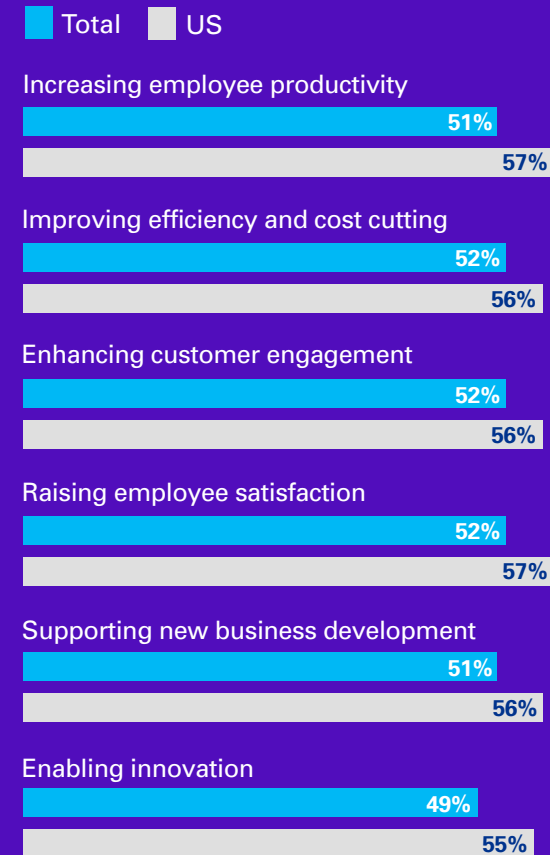 Total US
Increasing employee productivity
51%
57%
Improving efficiency and cost cutting
52%
56%
Enhancing customer engagement
52%
56%
Raising employee satisfaction
52%
57%
Supporting new business development
51%
56%
Enabling innovation
49%
55%